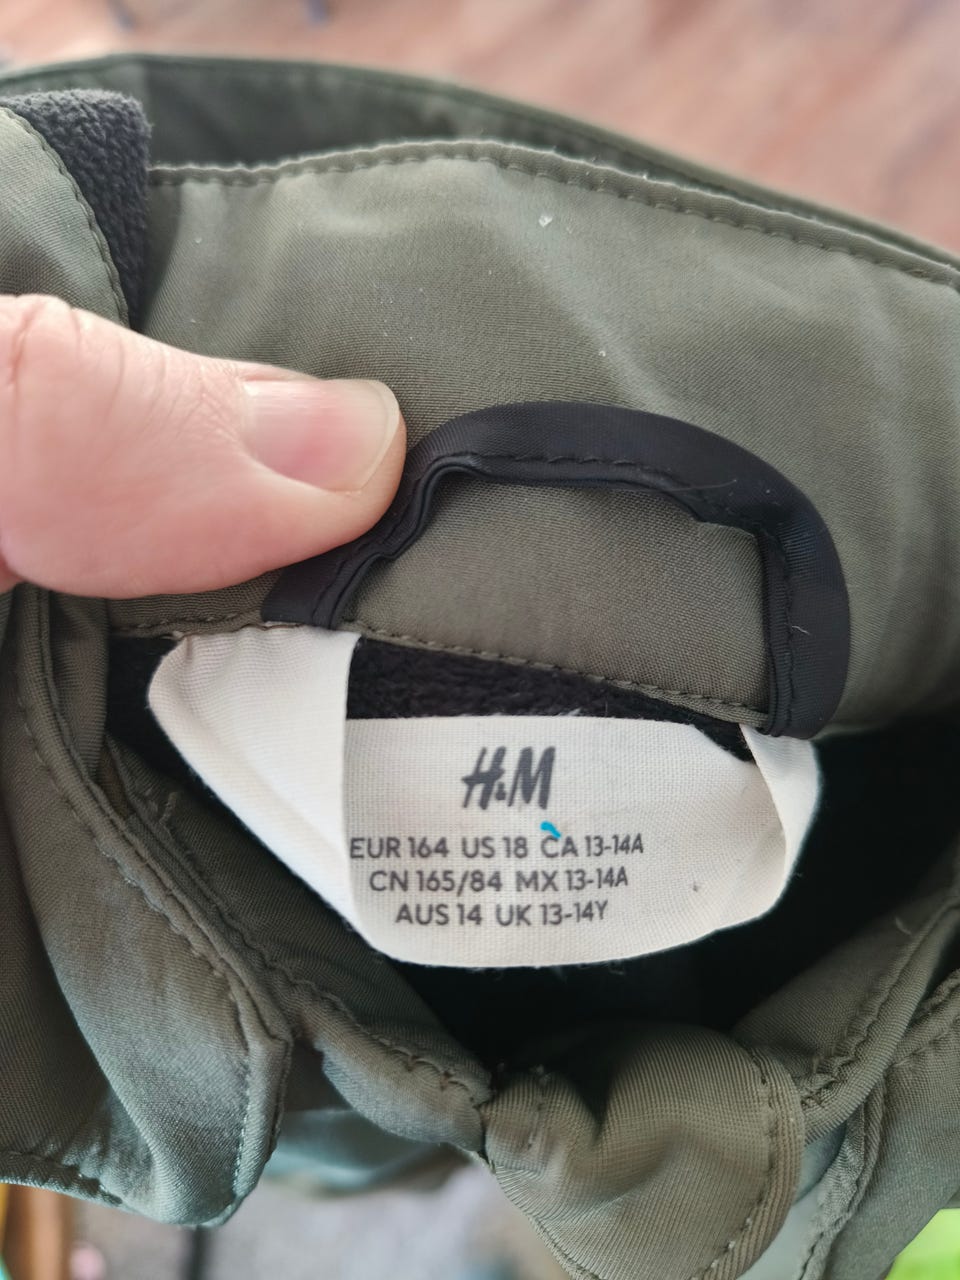 H&M
EUR 164 US 18 CA 13-14A
CN 165/84 MX 13-14A
AUS 14 UK 13-14Y